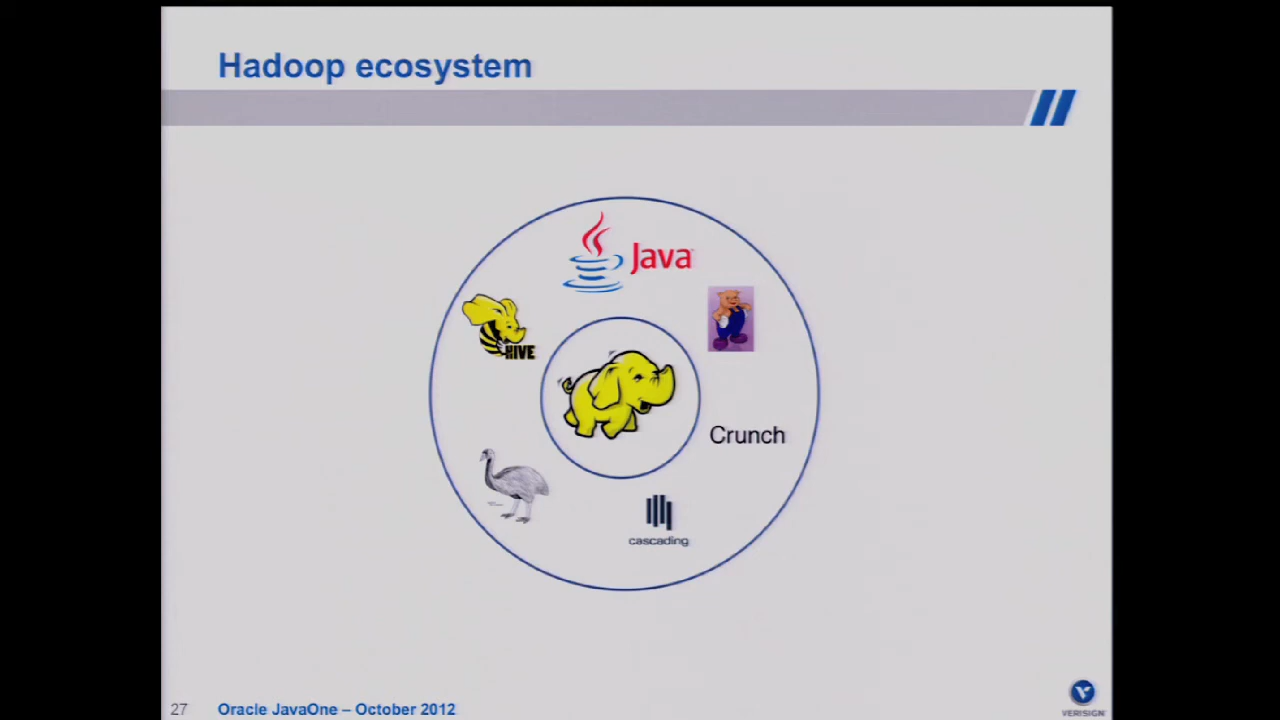 Hadoop ecosystem
Java
HIVE
Crunch
cascading
27
Oracle JavaOne – October 2012
VERISIGN